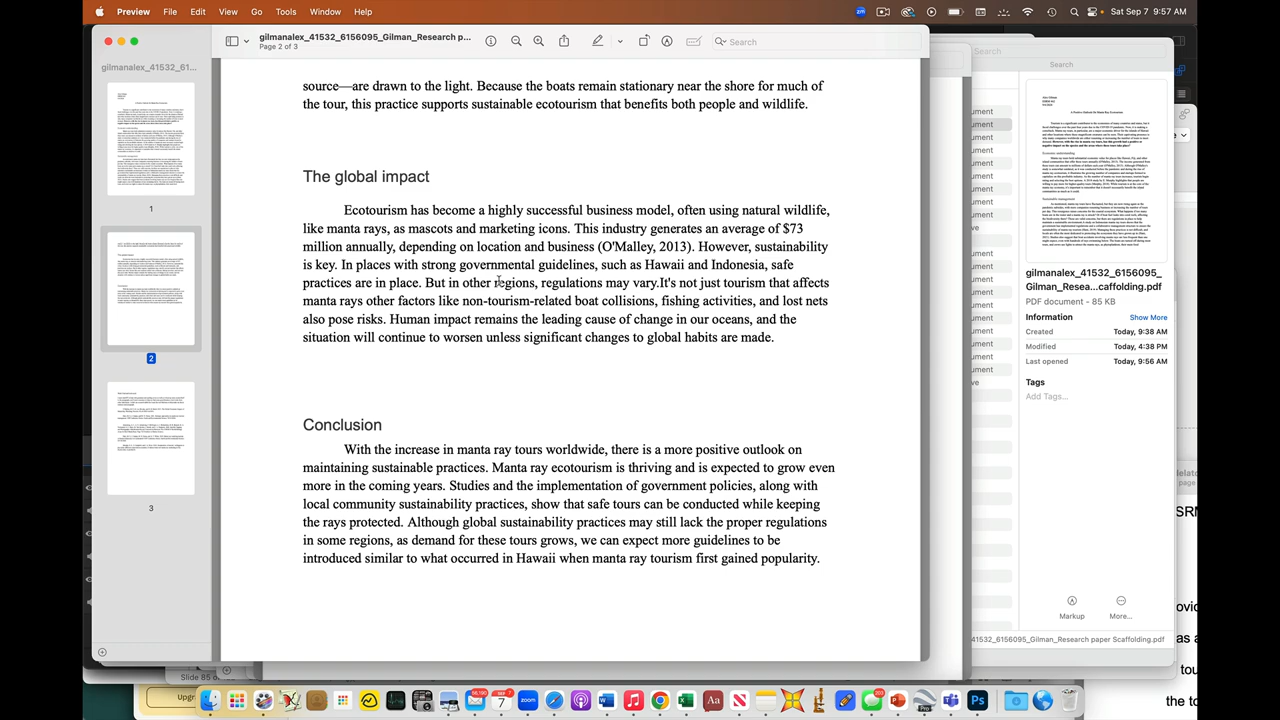 Preview File Edit View Go Tools Window Help
Sat Sep 7 9:57 AM
gilmanalex_41532_6156095_Gilman_Research p...
Page 2 of 3
Search
gilmanalex_41532_61...
1
2
3
source—are drawn to the light. Because the boats remain stationary near the shore for much of
the tour, this practice supports sustainable ecotourism that benefits both people and wildlife.
The global impact
come a highly successful business model, often using natural wildlife,
like manta rays, as mascots and marketing icons. This industry generates an average of $73
million annually, depending on location and business (O'Malley, 2013). However, sustainability
is key. In places with strong governmental guidelines, such as Hawaii and Indonesia, safe
practices are in place. But in other regions, regulations may vary. It's not just tourism that affects
manta rays other factors like non-tourism-related boat collisions, fishing activities, and lost nets
also pose risks. Human impact remains the leading cause of change in our oceans, and the
situation will continue to worsen unless significant changes to global habits are made.
Conclusion
With the increase in manta ray tours worldwide, there is a more positive outlook on
maintaining sustainable practices. Manta ray ecotourism is thriving and is expected to grow even
more in the coming years. Studies and the implementation of government policies, along with
local community sustainability practices, show that safe tours can be conducted while keeping
the rays protected. Although global sustainability practices may still lack the proper regulations
in some regions, as demand for these tours grows, we can expect more guidelines to be
introduced similar to what occurred in Hawaii when manta ray tourism first gained popularity.
Search
Search
gilmanalex_41532_6156095_
Gilman_Resea...caffolding.pdf
PDF document - 85 KB
Information Show More
Created Today, 9:38 AM
Modified Today, 4:38 PM
Last opened Today, 9:56 AM
Tags
Add Tags...
Markup More...
41532_6156095_Gilman_Research paper Scaffolding.pdf
Slide 85 o
Upgr
SRM
the to